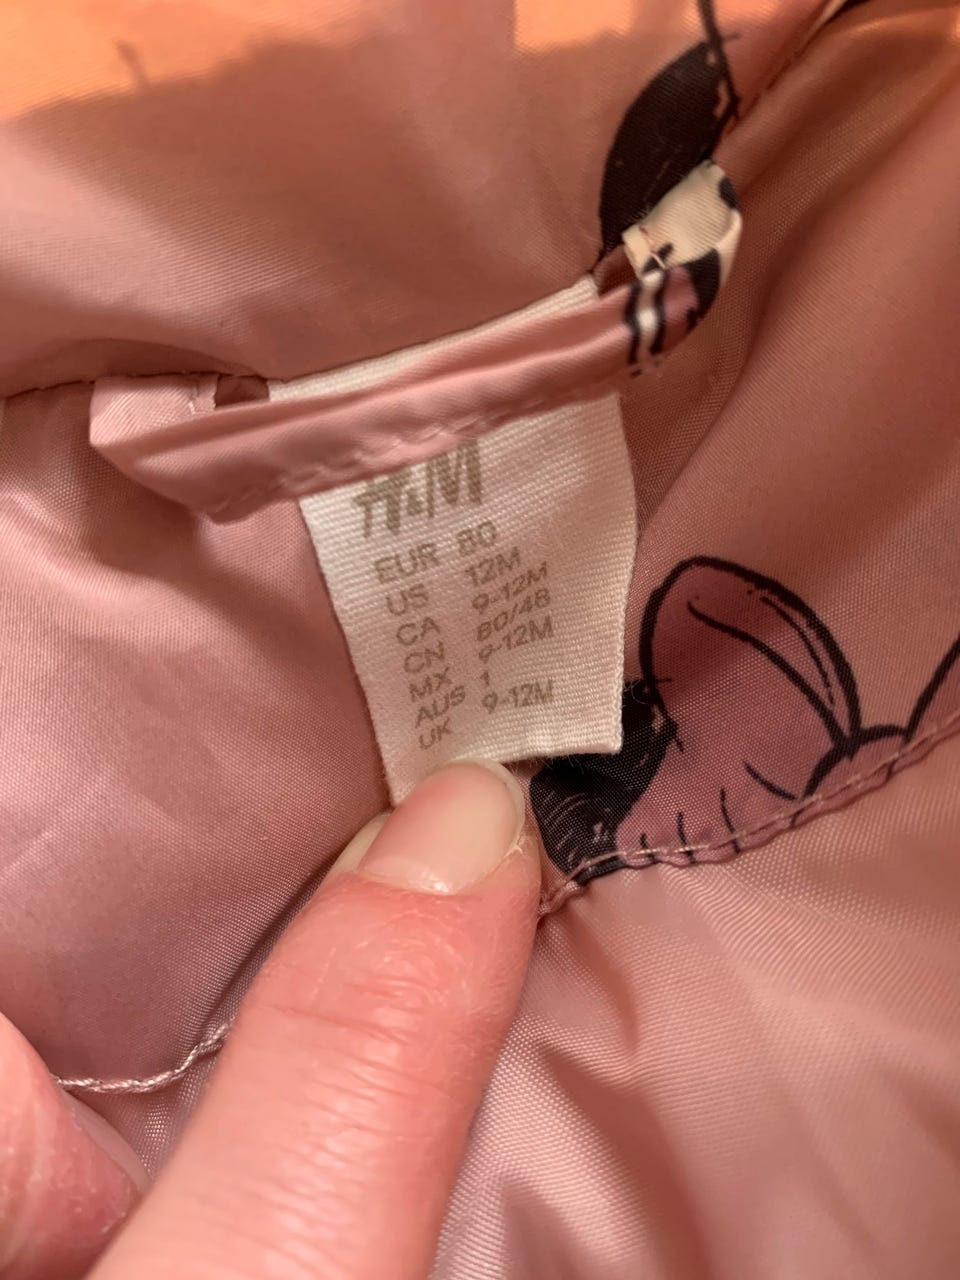 H&M
EUR 80
US 12M
CA 9-12M
CN 80/48
MX 9-12M
AUS 1
UK 9-12M